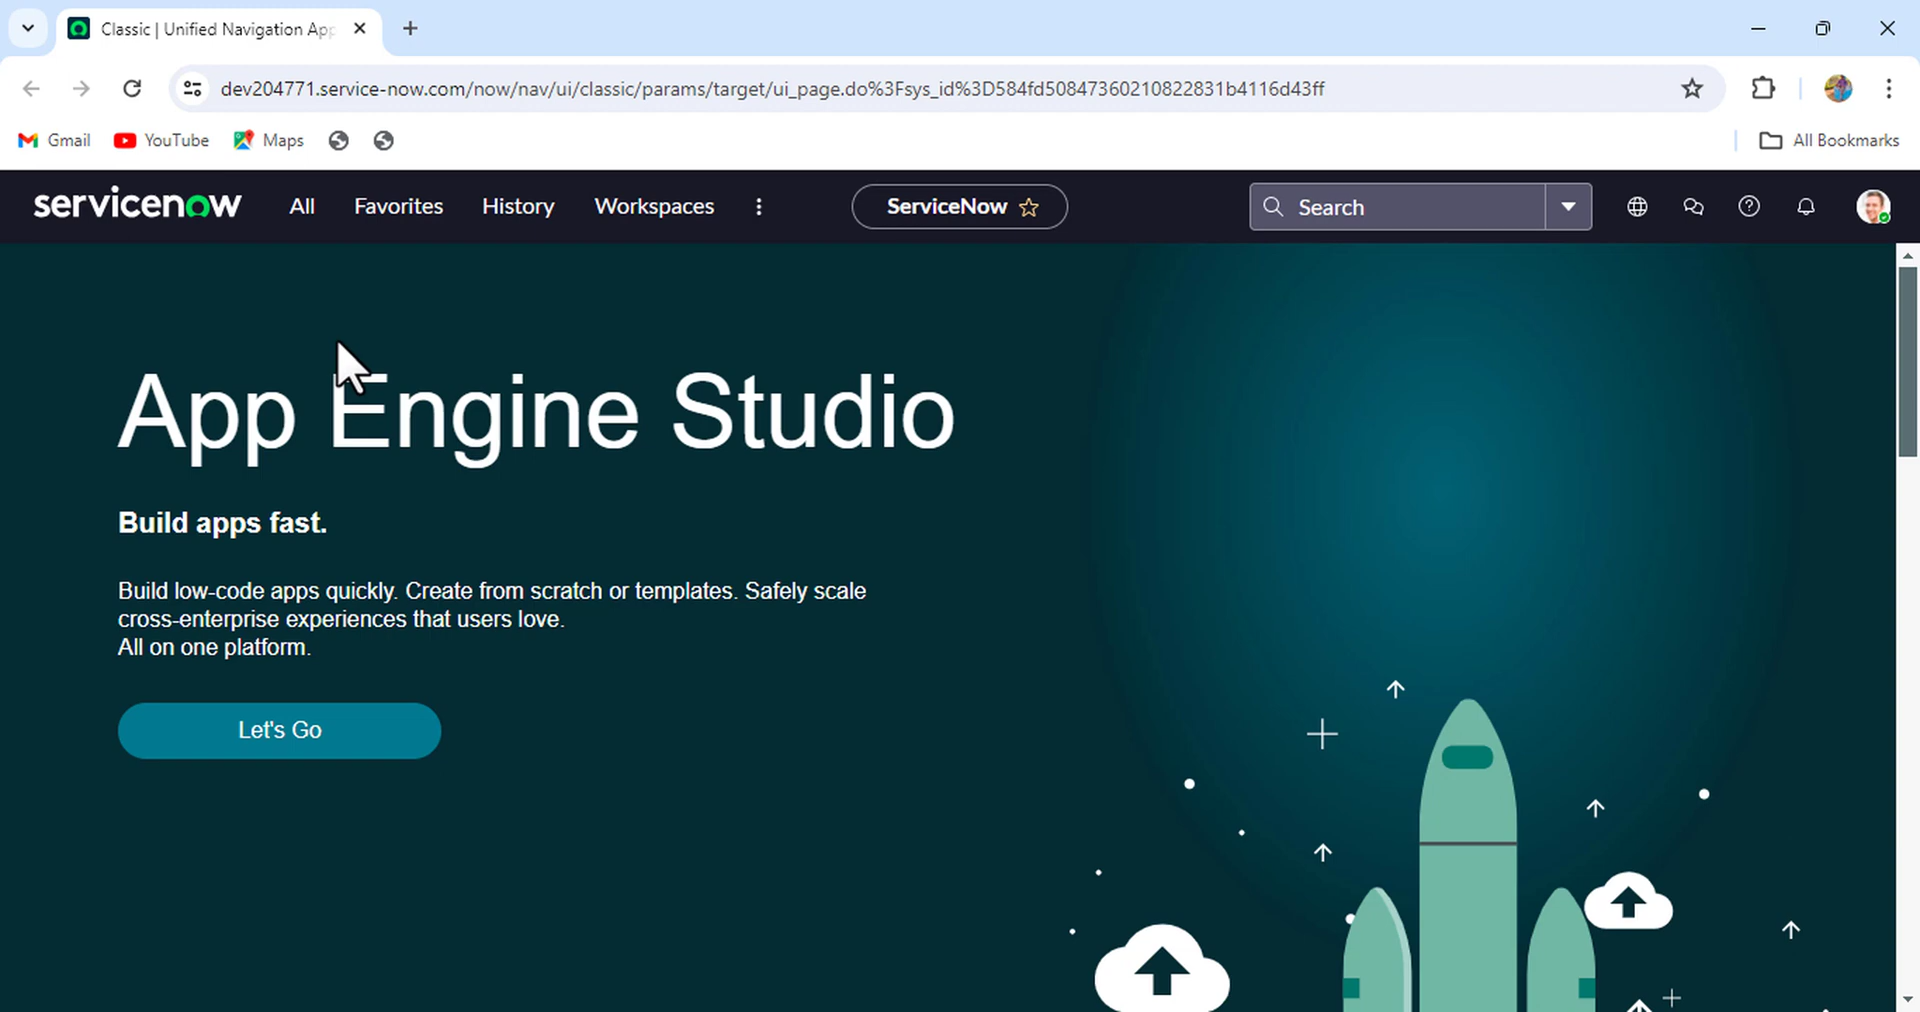 Classic | Unified Navigation App
dev204771.service-now.com/now/nav/ui/classic/params/target/ui_page.do%3Fsys_id%3D584fd50847360210822831b4116d43ff
Gmail YouTube Maps All Bookmarks
servicenow All Favorites History Workspaces ServiceNow Search
App Engine Studio
Build apps fast.
Build low-code apps quickly. Create from scratch or templates. Safely scale
cross-enterprise experiences that users love.
All on one platform.
Let's Go